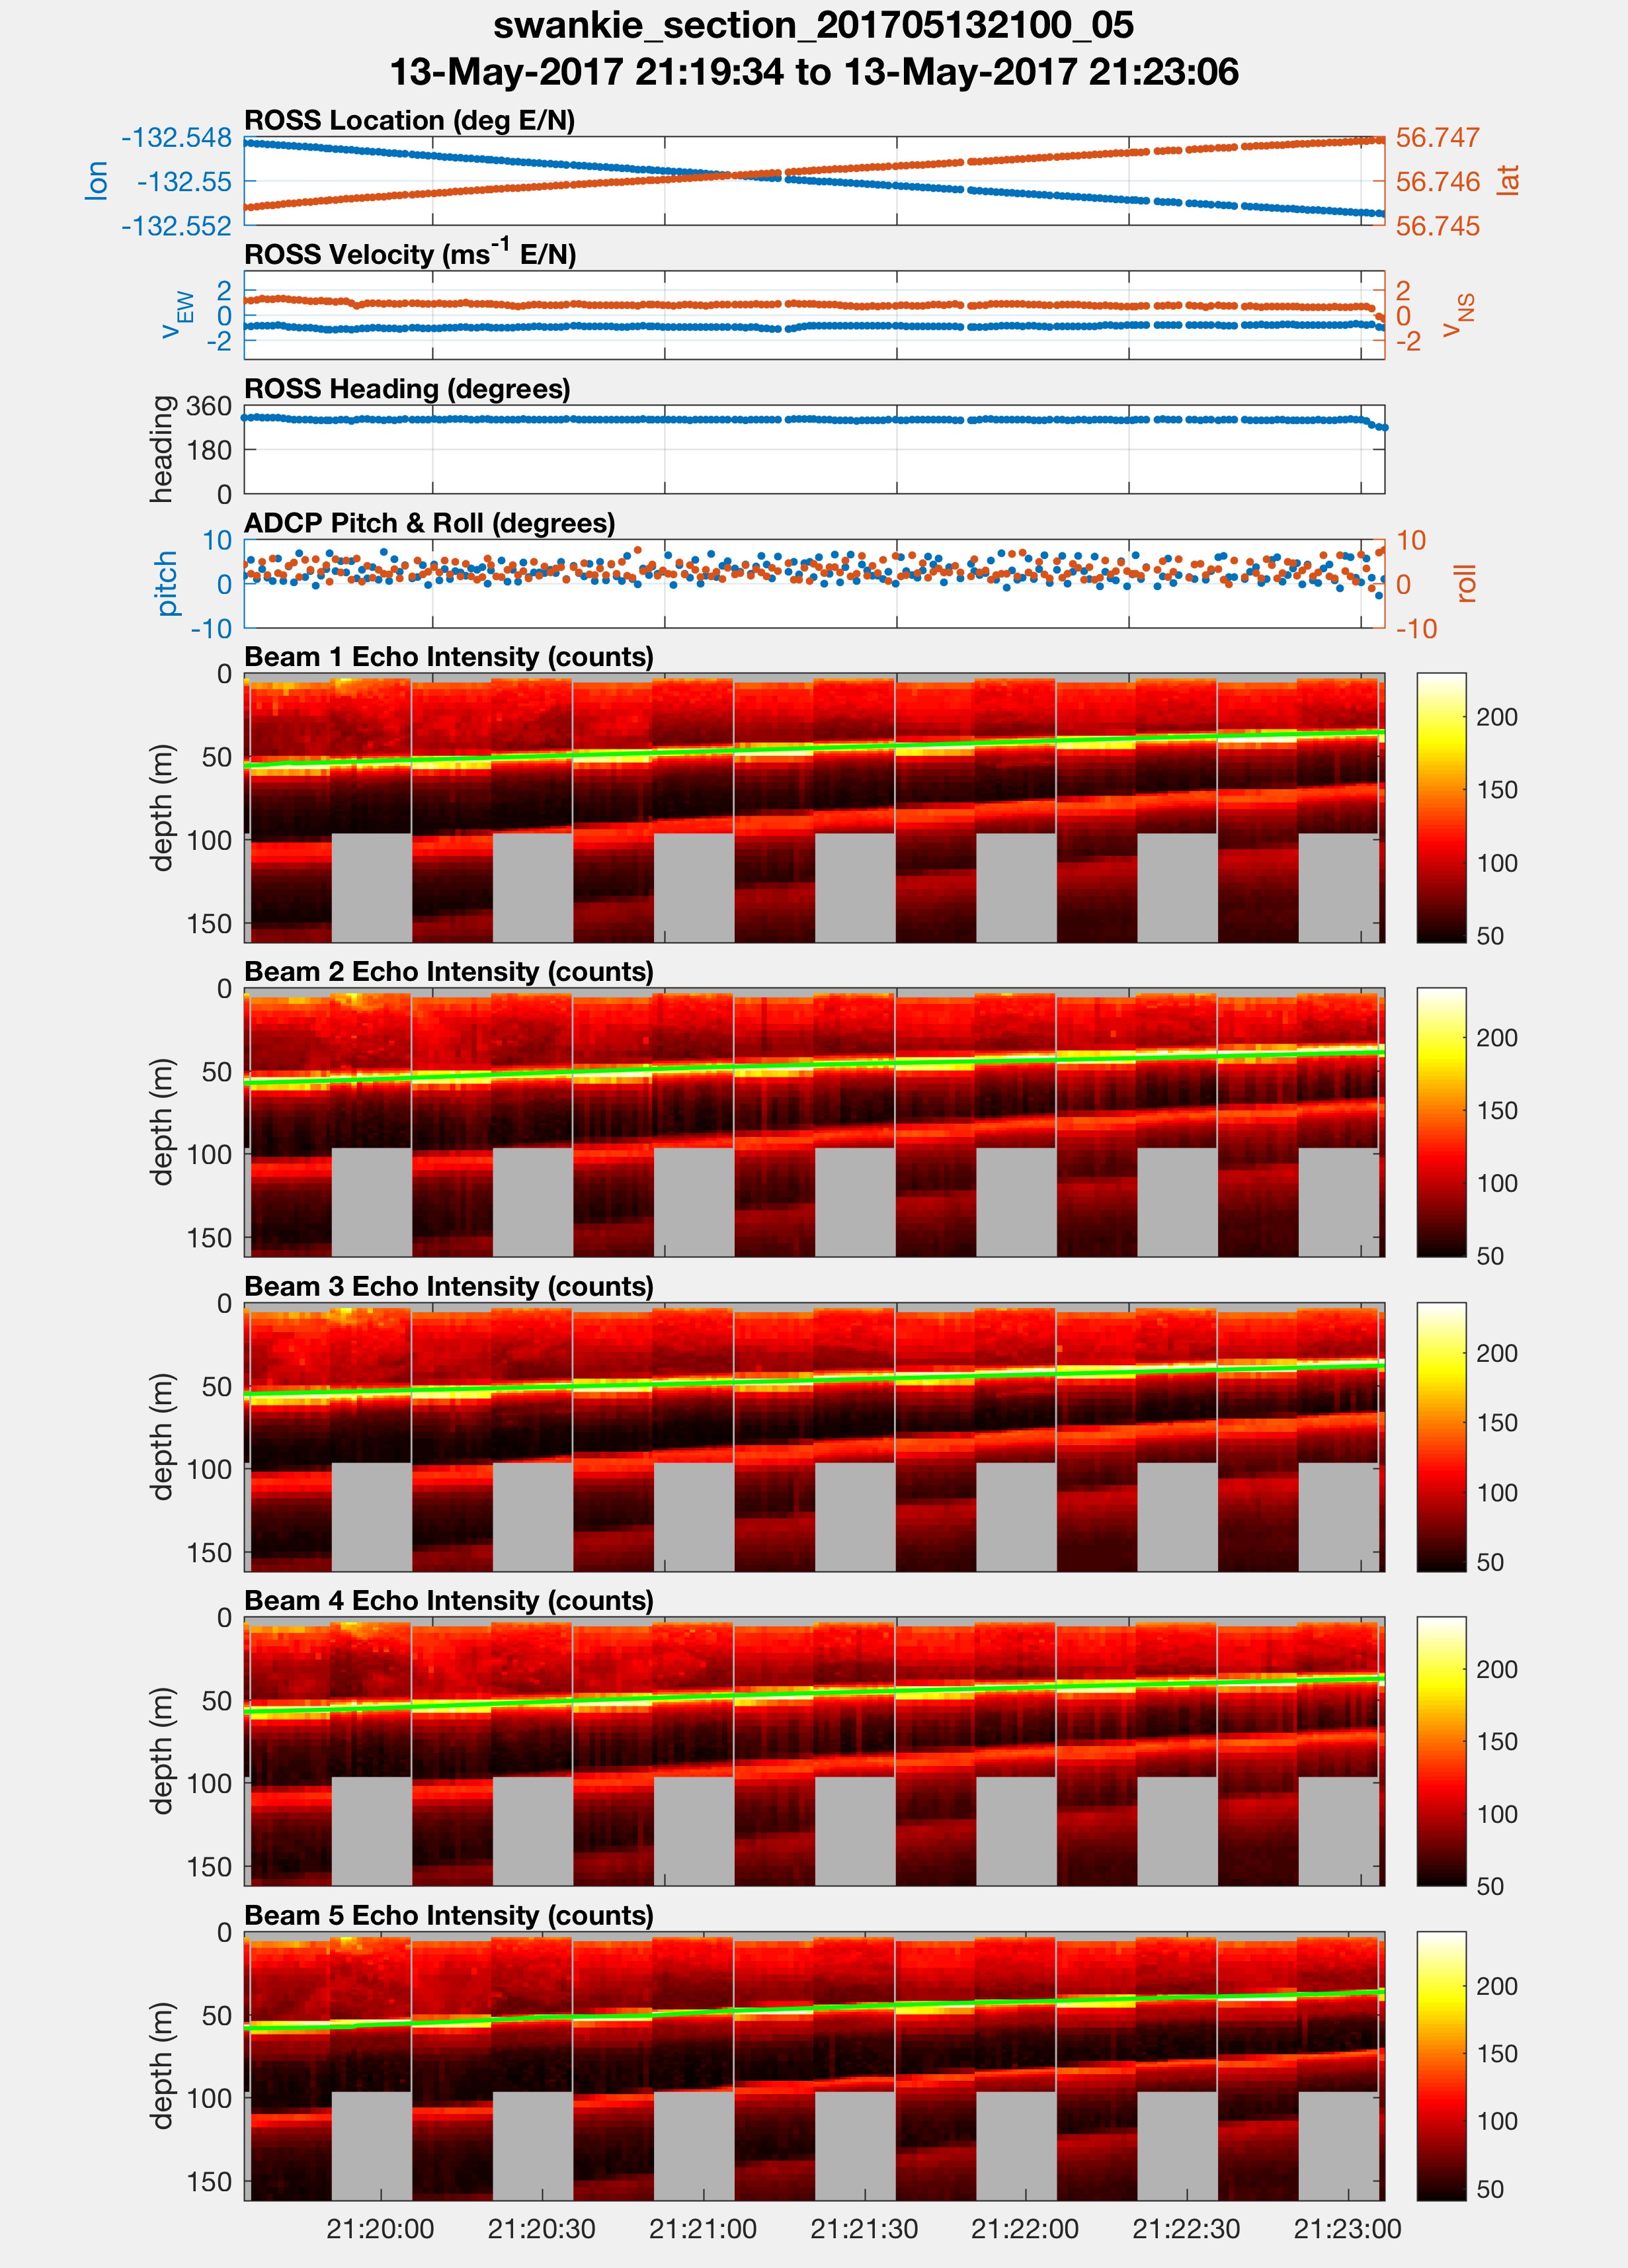 swankie_section_201705132100_05
13-May-2017 21:19:34 to 13-May-2017 21:23:06
ROSS Location (deg E/N)
-132.548
-132.55
-132.552
lon
56.747
56.746
56.745
lat
ROSS Velocity (ms-1 E/N)
2
0
-2
vEW
2
0
-2
vNS
ROSS Heading (degrees)
360
180
0
heading
ADCP Pitch & Roll (degrees)
10
0
-10
pitch
10
0
-10
roll
Beam 1 Echo Intensity (counts)
0
50
100
150
depth (m)
200
150
100
50
Beam 2 Echo Intensity (counts)
0
50
100
150
depth (m)
200
150
100
50
Beam 3 Echo Intensity (counts)
0
50
100
150
depth (m)
200
150
100
50
Beam 4 Echo Intensity (counts)
0
50
100
150
depth (m)
200
150
100
50
Beam 5 Echo Intensity (counts)
0
50
100
150
depth (m)
200
150
100
50
21:20:00 21:20:30 21:21:00 21:21:30 21:22:00 21:22:30 21:23:00